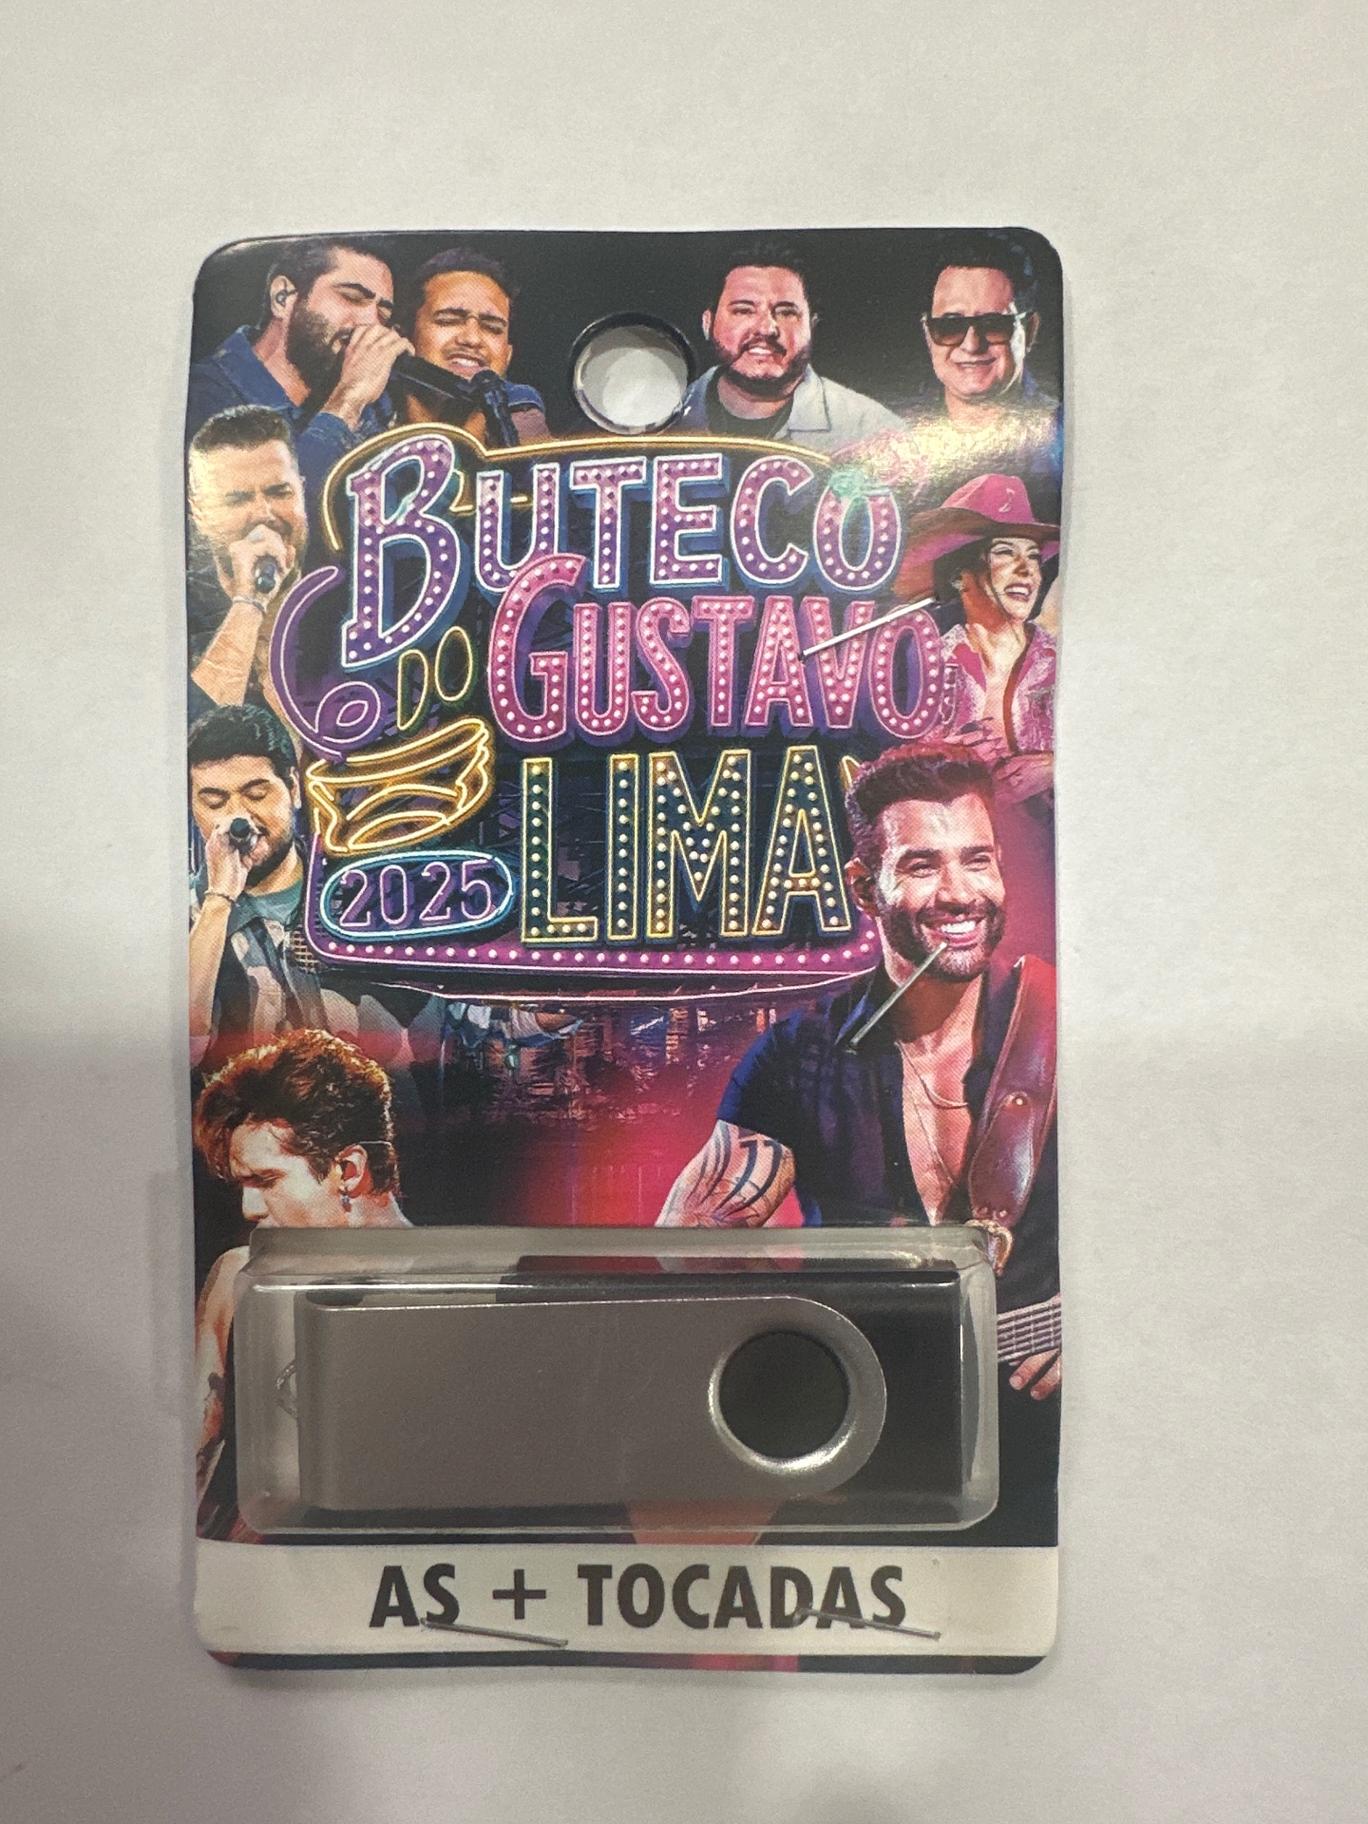 BUTECO
DO GUSTAVO
LIMA
2025
AS + TOCADAS